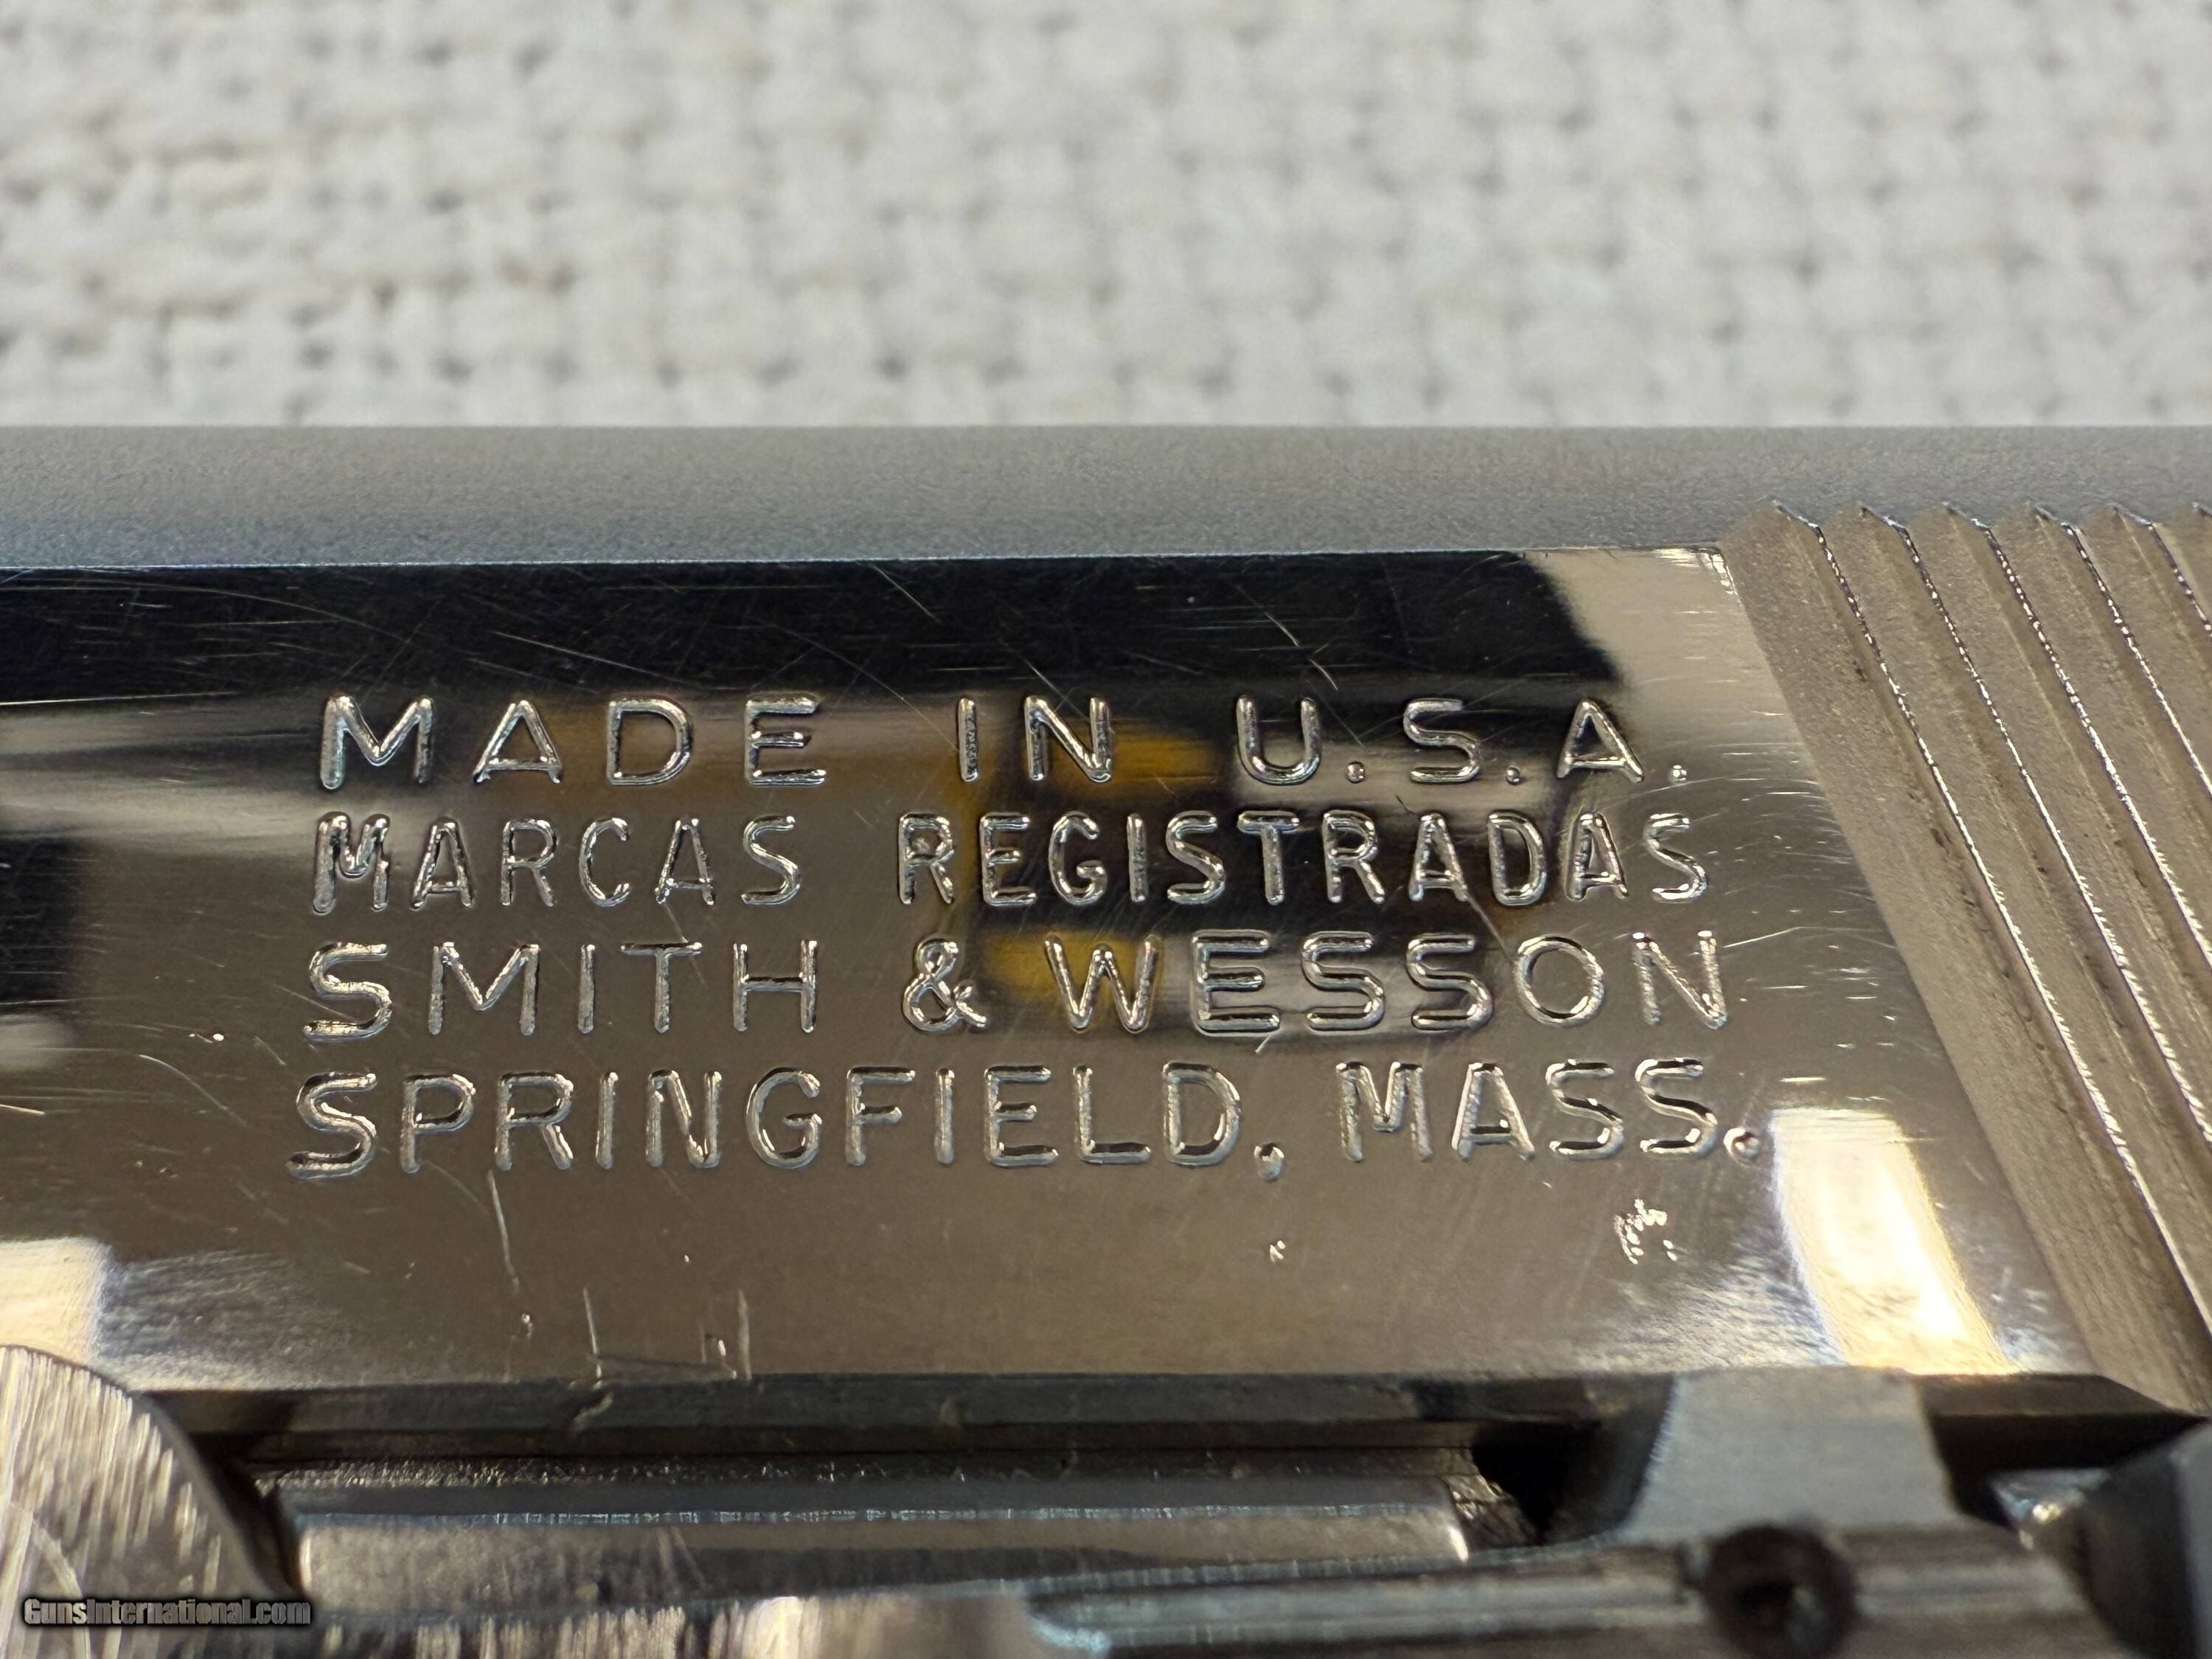 MADE IN U.S.A.
MARCAS REGISTRADAS
SMITH & WESSON
SPRINGFIELD, MASS.
GunsInternational.com